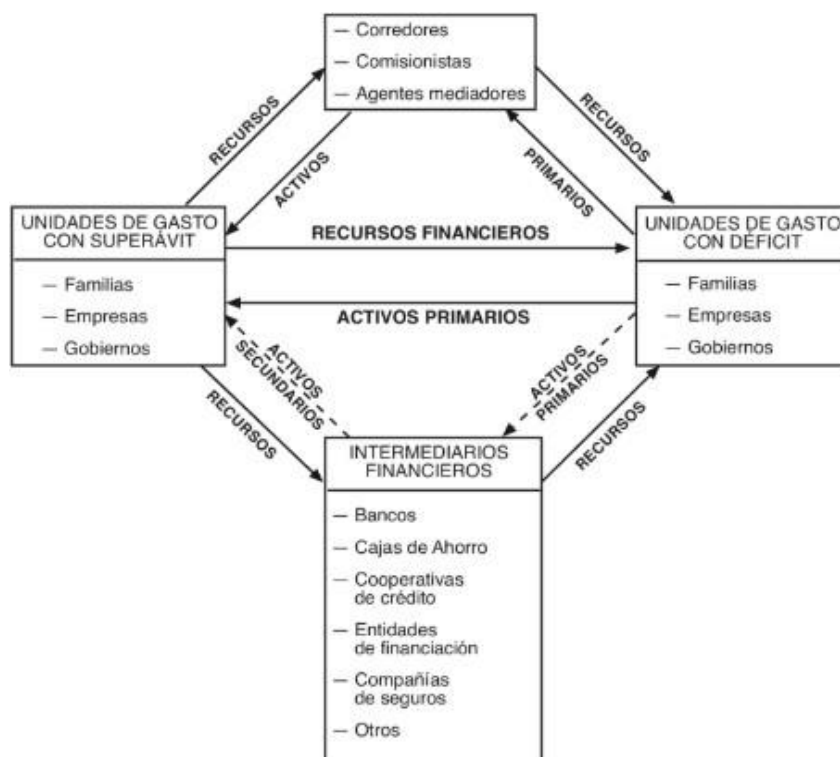 — Corredores
— Comisionistas
— Agentes mediadores
RECURSOS
RECURSOS
ACTIVOS
PRIMARIOS
UNIDADES DE GASTO
CON SUPERÁVIT
— Familias
— Empresas
— Gobiernos
RECURSOS FINANCIEROS
ACTIVOS PRIMARIOS
UNIDADES DE GASTO
CON DÉFICIT
— Familias
— Empresas
— Gobiernos
ACTIVOS
SECUNDARIOS
ACTIVOS
PRIMARIOS
RECURSOS
RECURSOS
INTERMEDIARIOS
FINANCIEROS
— Bancos
— Cajas de Ahorro
— Cooperativas
de crédito
— Entidades
de financiación
— Compañías
de seguros
— Otros